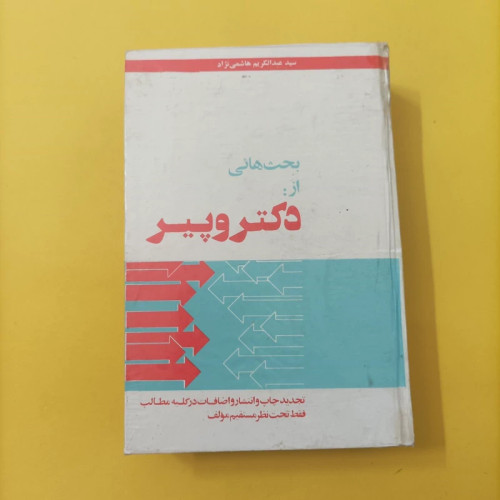 سید عبدالکریم هاشمی‌نژاد
بحث‌هائی
از:
دکتر و پیر
تجدید چاپ و انتشار و اضافات در کلیه مطالب
فقط تحت نظر مستقیم مؤلف